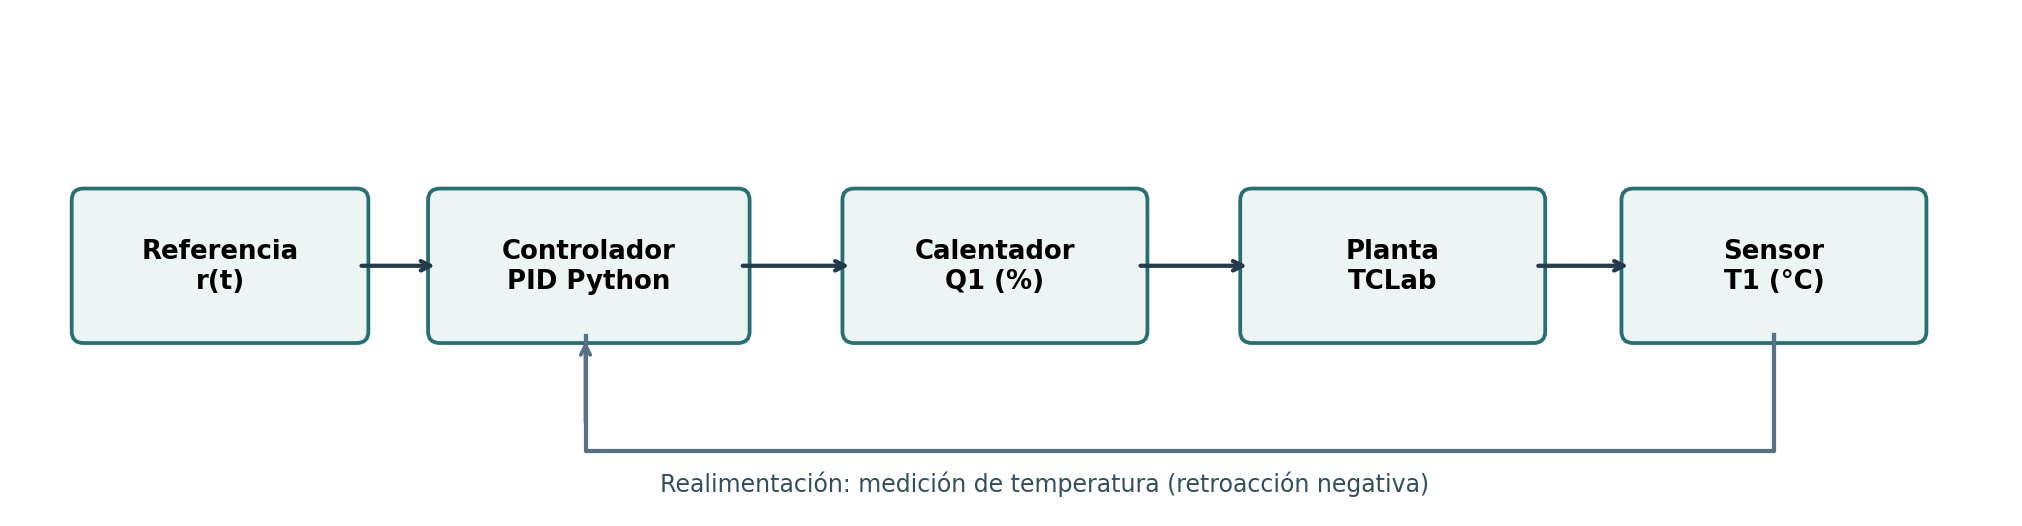 Referencia
r(t)
Controlador
PID Python
Calentador
Q1 (%)
Planta
TCLab
Sensor
T1 (°C)
Realimentación: medición de temperatura (retroacción negativa)